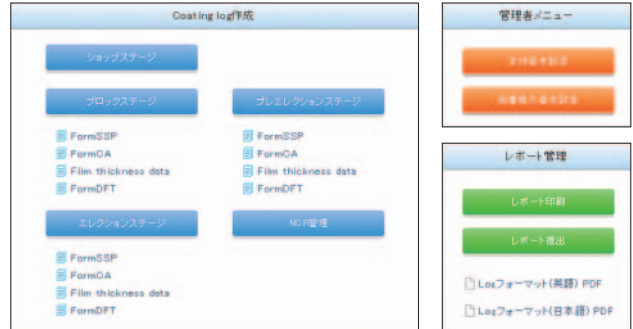 Coating log作成
ショップステージ
ブロックステージ
プレエレクションステージ
FormSSP
FormCA
Film thickness data
FormDFT
FormSSP
FormCA
Film thickness data
FormDFT
エレクションステージ
NCR管理
FormSSP
FormCA
Film thickness data
FormDFT
管理者メニュー
レポート管理
レポート印刷
レポート提出
Logフォーマット(英語) PDF
Logフォーマット(日本語) PDF